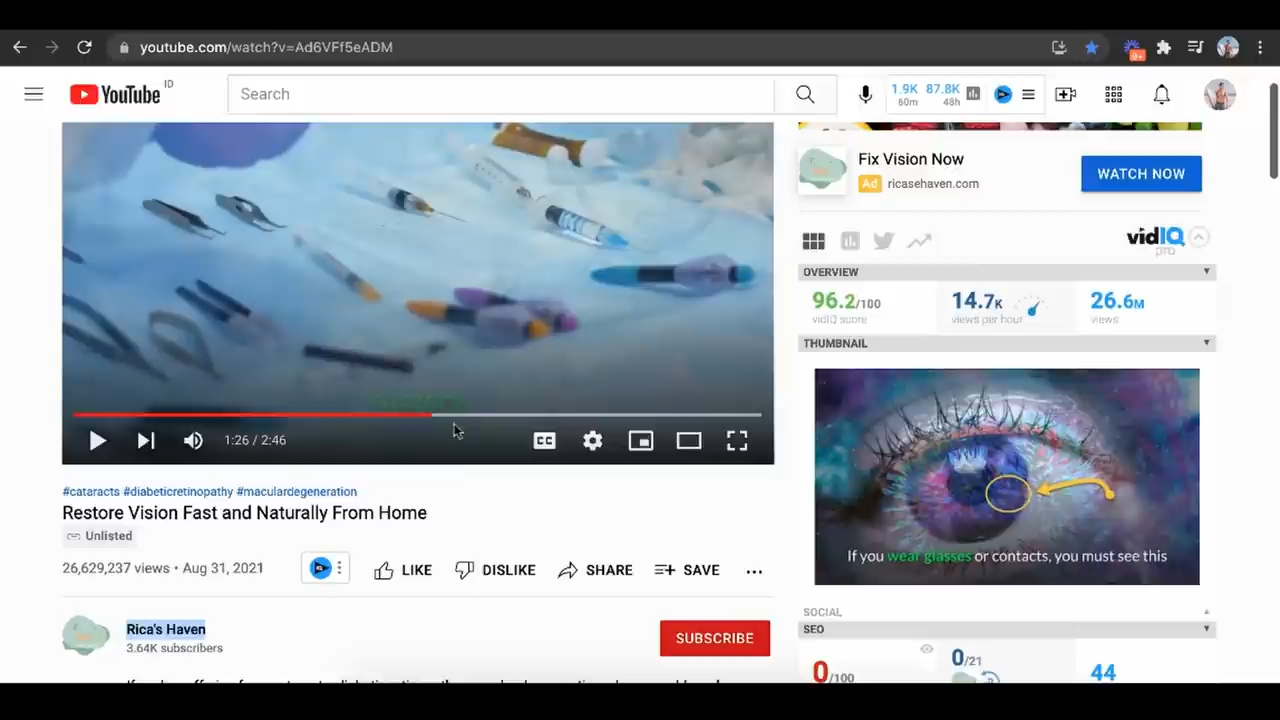 youtube.com/watch?v=Ad6VFf5eADM
YouTube ID
Search
1.9K 87.8K
60m 48h
Fix Vision Now
Ad ricasehaven.com
WATCH NOW
vidIQ
pro
OVERVIEW
96.2/100 14.7K 26.6M
vidIQ score views per hour views
THUMBNAIL
If you wear glasses or contacts, you must see this
1:26 / 2:46
CC
#cataracts #diabeticretinopathy #maculardegeneration
Restore Vision Fast and Naturally From Home
Unlisted
26,629,237 views • Aug 31, 2021
LIKE DISLIKE SHARE SAVE
Rica's Haven
3.64K subscribers
SUBSCRIBE
SOCIAL
SEO
0/100 0/21 44